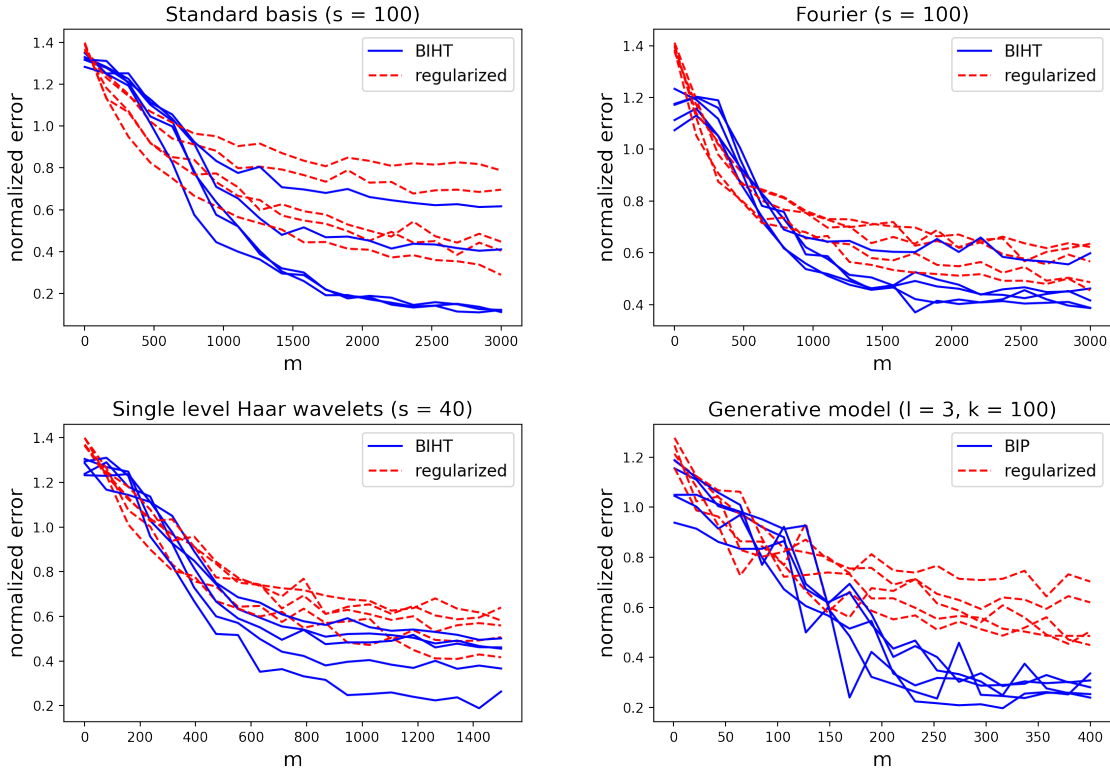 Standard basis (s = 100)
normalized error
1.4
1.2
1.0
0.8
0.6
0.4
0.2
BIHT
regularized
0 500 1000 1500 2000 2500 3000
m
Fourier (s = 100)
normalized error
1.4
1.2
1.0
0.8
0.6
0.4
BIHT
regularized
0 500 1000 1500 2000 2500 3000
m
Single level Haar wavelets (s = 40)
normalized error
1.4
1.2
1.0
0.8
0.6
0.4
0.2
BIHT
regularized
0 200 400 600 800 1000 1200 1400
m
Generative model (l = 3, k = 100)
normalized error
1.2
1.0
0.8
0.6
0.4
0.2
BIP
regularized
0 50 100 150 200 250 300 350 400
m